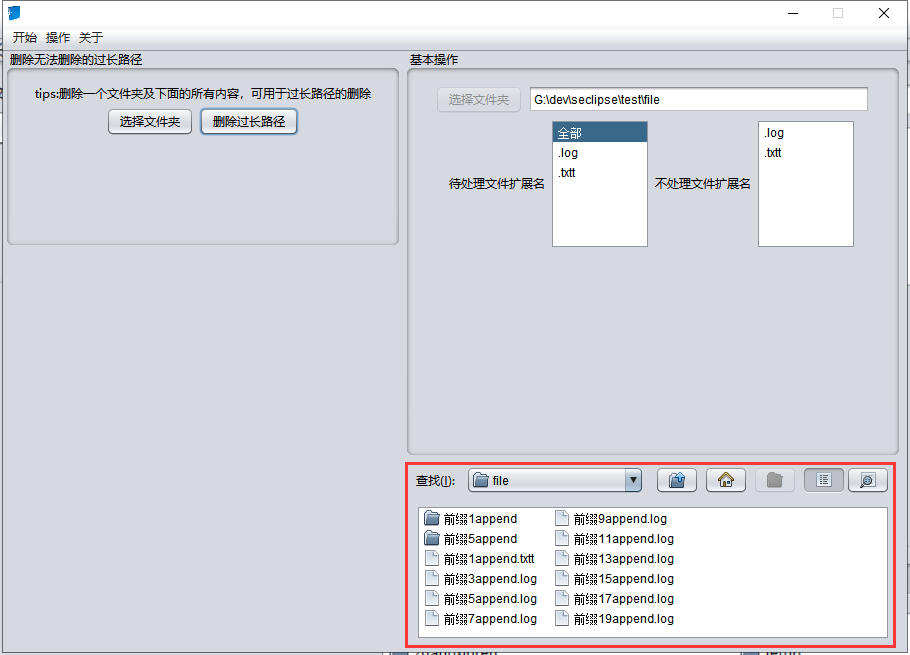 开始 操作 关于
删除无法删除的过长路径
tips:删除一个文件夹及下面的所有内容，可用于过长路径的删除
选择文件夹 删除过长路径
基本操作
选择文件夹 G:\dev\seclipse\test\file
待处理文件扩展名
全部
.log
.txtt
不处理文件扩展名
.log
.txtt
查找(I): file
前缀1append
前缀5append
前缀1append.txtt
前缀3append.log
前缀5append.log
前缀7append.log
前缀9append.log
前缀11append.log
前缀13append.log
前缀15append.log
前缀17append.log
前缀19append.log